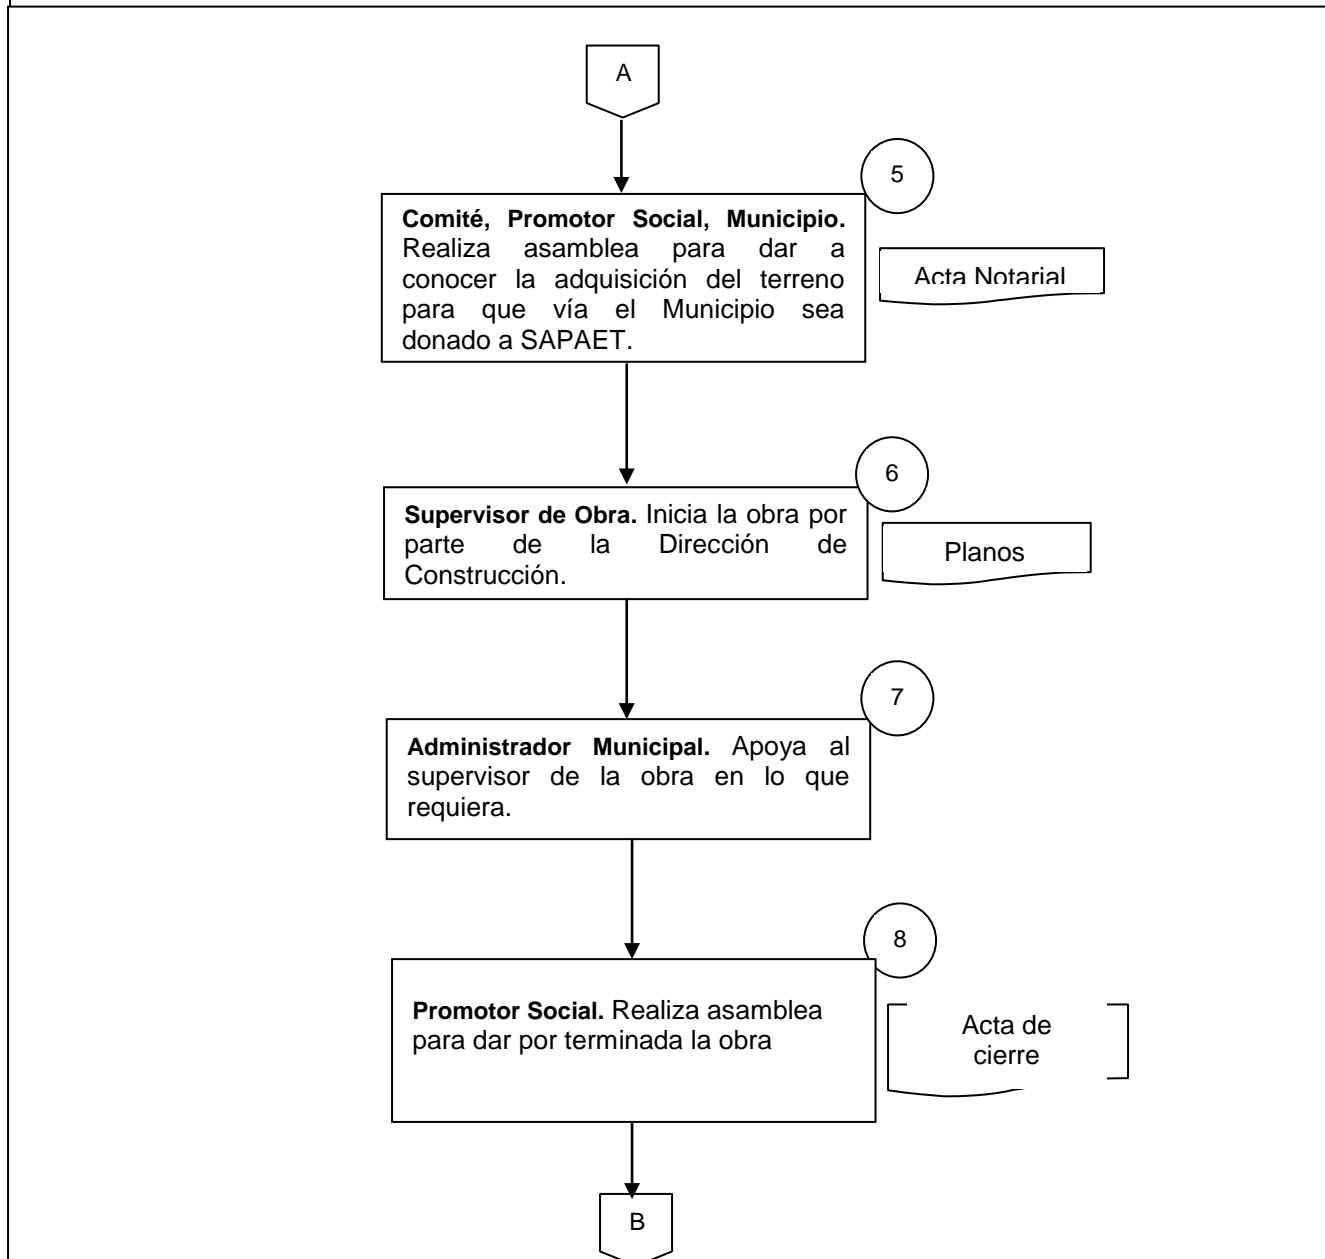 A
5
Comité, Promotor Social, Municipio.
Realiza asamblea para dar a
conocer la adquisición del terreno
para que vía el Municipio sea
donado a SAPAET.
Acta Notarial
6
Supervisor de Obra. Inicia la obra por
parte de la Dirección de
Construcción.
Planos
7
Administrador Municipal. Apoya al
supervisor de la obra en lo que
requiera.
8
Promotor Social. Realiza asamblea
para dar por terminada la obra
Acta de
cierre
B